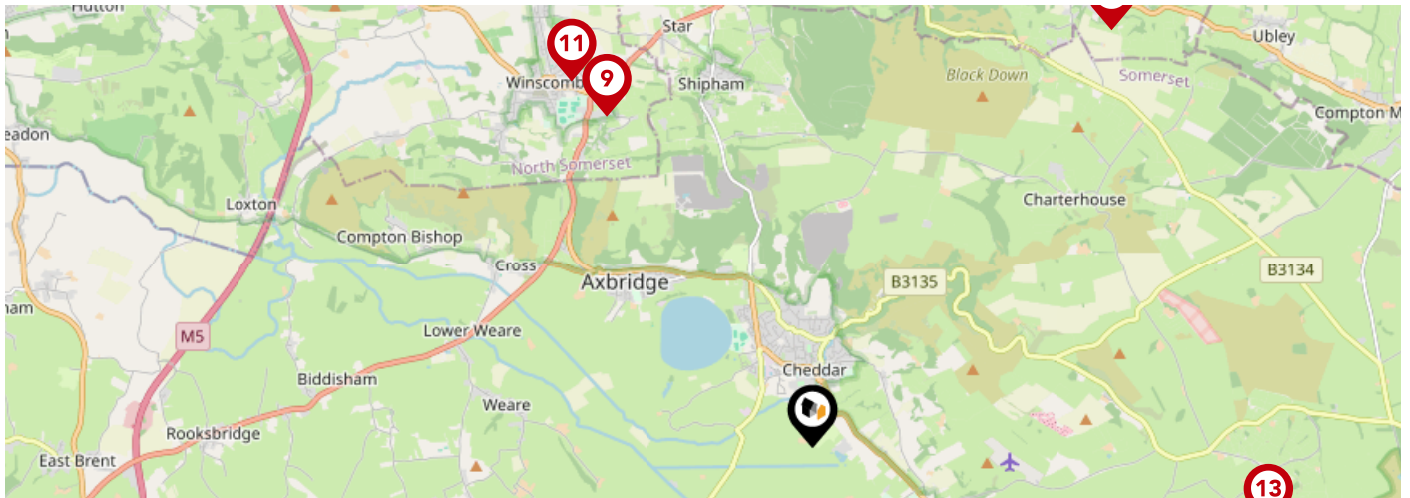 Hutton
11
Star
Ubley
9
Winscomb
Shipham
Black Down
Somerset
Compton M
eadon
North Somerset
Loxton
Charterhouse
Compton Bishop
Cross
Axbridge
B3135
B3134
ham
M5
Lower Weare
Cheddar
Biddisham
Weare
Rooksbridge
East Brent
13